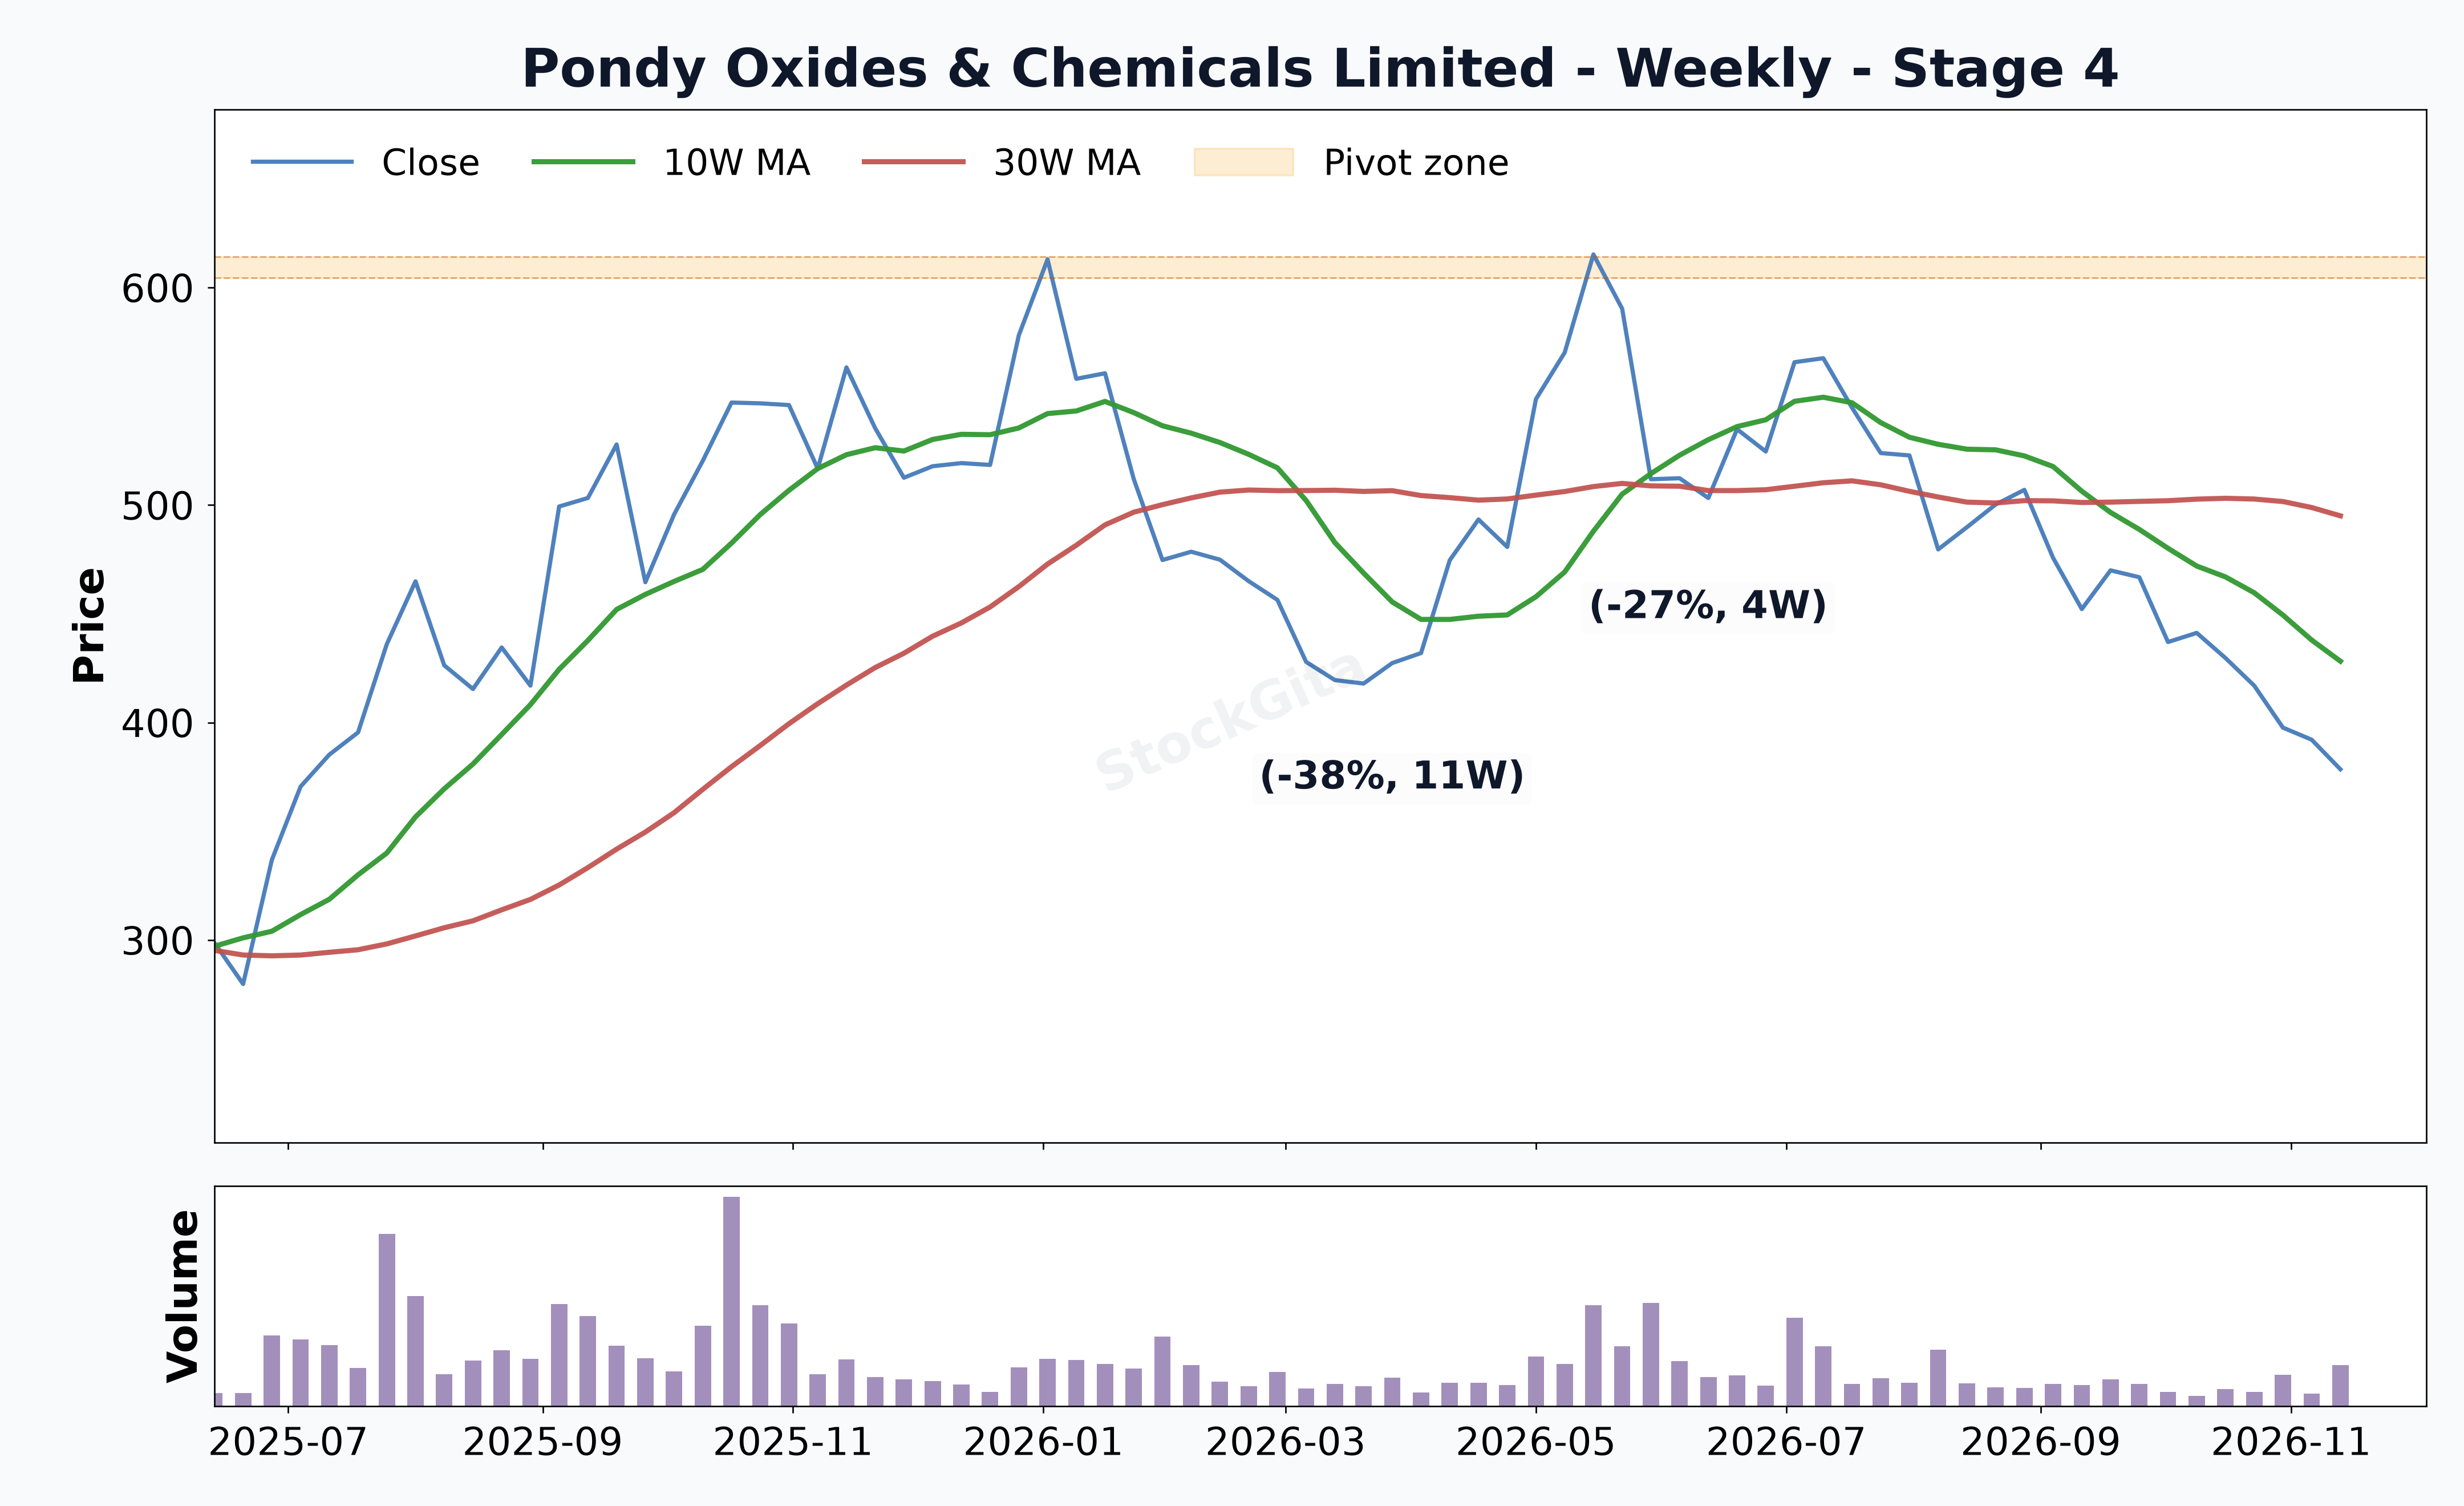 Pondy Oxides & Chemicals Limited - Weekly - Stage 4
Close
10W MA
30W MA
Pivot zone
600
500
400
300
Price
(-27%, 4W)
(-38%, 11W)
StockGita
Volume
2025-07
2025-09
2025-11
2026-01
2026-03
2026-05
2026-07
2026-09
2026-11